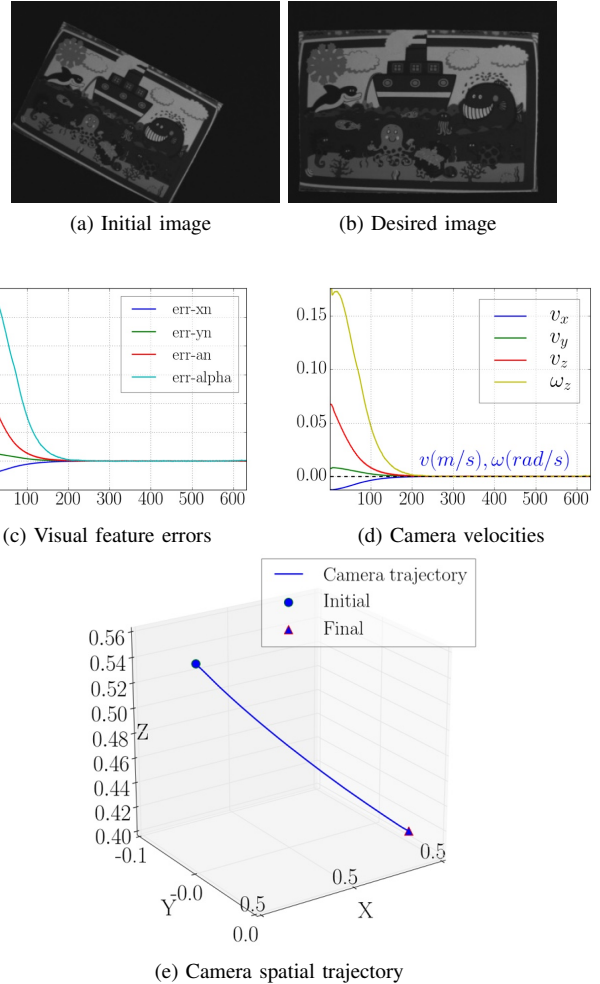 (a) Initial image
(b) Desired image
err-xn
err-yn
err-an
err-alpha
100 200 300 400 500 600
(c) Visual feature errors
0.15
0.10
0.05
0.00
v_x
v_y
v_z
ω_z
v(m/s), ω(rad/s)
100 200 300 400 500 600
(d) Camera velocities
Camera trajectory
Initial
Final
0.56
0.54
0.52
0.50
0.48
0.46
0.44
0.42
0.40
Z
-0.1
-0.0
0.0
Y
0.5
0.5
0.5
X
(e) Camera spatial trajectory